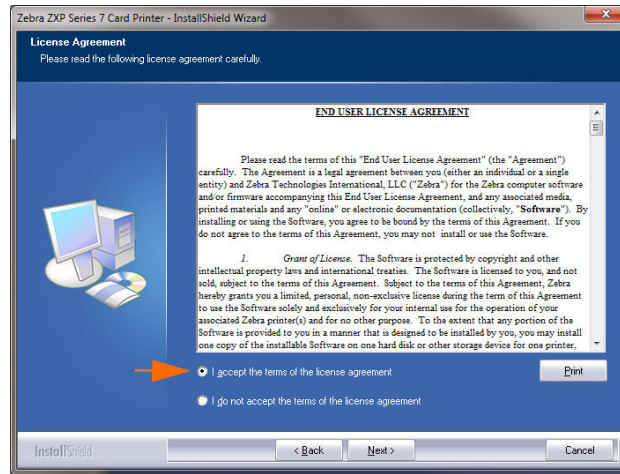 Zebra ZXP Series 7 Card Printer - InstallShield Wizard
License Agreement
Please read the following license agreement carefully.
END USER LICENSE AGREEMENT
Please read the terms of this "End User License Agreement" (the "Agreement")
carefully. The Agreement is a legal agreement between you (either an individual or a single
entity) and Zebra Technologies International, LLC ("Zebra") for the Zebra computer software
and/or firmware accompanying this End User License Agreement, and any associated media,
printed materials and any "online" or electronic documentation (collectively, "Software"). By
installing or using the Software, you agree to be bound by the terms of this Agreement. If you
do not agree to the terms of this Agreement, you may not install or use the Software.
1. Grant of License. The Software is protected by copyright and other
intellectual property laws and international treaties. The Software is licensed to you, and not
sold, subject to the terms of this Agreement. Subject to the terms of this Agreement, Zebra
hereby grants you a limited, personal, non-exclusive license during the term of this Agreement
to use the Software solely and exclusively for your internal use for the operation of your
associated Zebra printer(s) and for no other purpose. To the extent that any portion of the
Software is provided to you in a manner that is designed to be installed by you, you may install
one copy of the installable Software on one hard disk or other storage device for one printer,
I accept the terms of the license agreement
Print
I do not accept the terms of the license agreement
InstallShield
< Back
Next >
Cancel